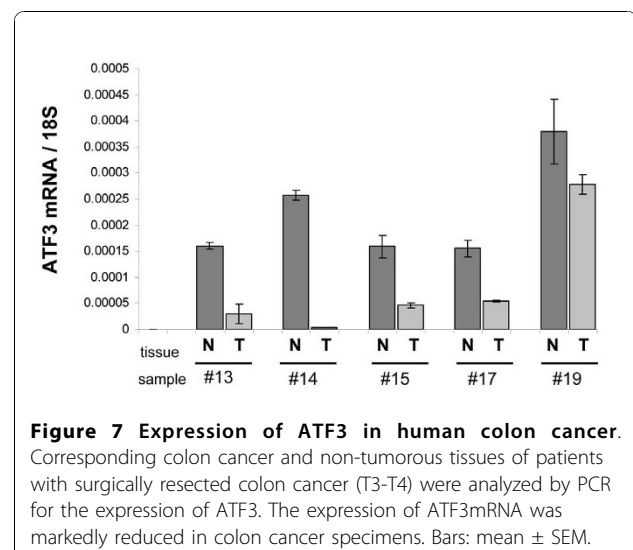 0.0005
0.00045
0.0004
0.00035
0.0003
0.00025
0.0002
0.00015
0.0001
0.00005
0
ATF3 mRNA / 18S
tissue N T N T N T N T N T
sample #13 #14 #15 #17 #19
Figure 7 Expression of ATF3 in human colon cancer.
Corresponding colon cancer and non-tumorous tissues of patients
with surgically resected colon cancer (T3-T4) were analyzed by PCR
for the expression of ATF3. The expression of ATF3mRNA was
markedly reduced in colon cancer specimens. Bars: mean ± SEM.